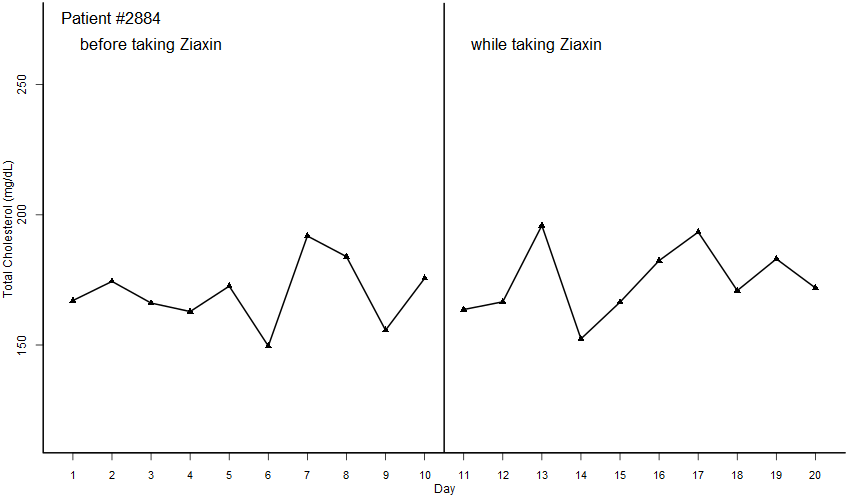 Patient #2884
before taking Ziaxin
while taking Ziaxin
250
200
150
Total Cholesterol (mg/dL)
1 2 3 4 5 6 7 8 9 10 11 12 13 14 15 16 17 18 19 20
Day